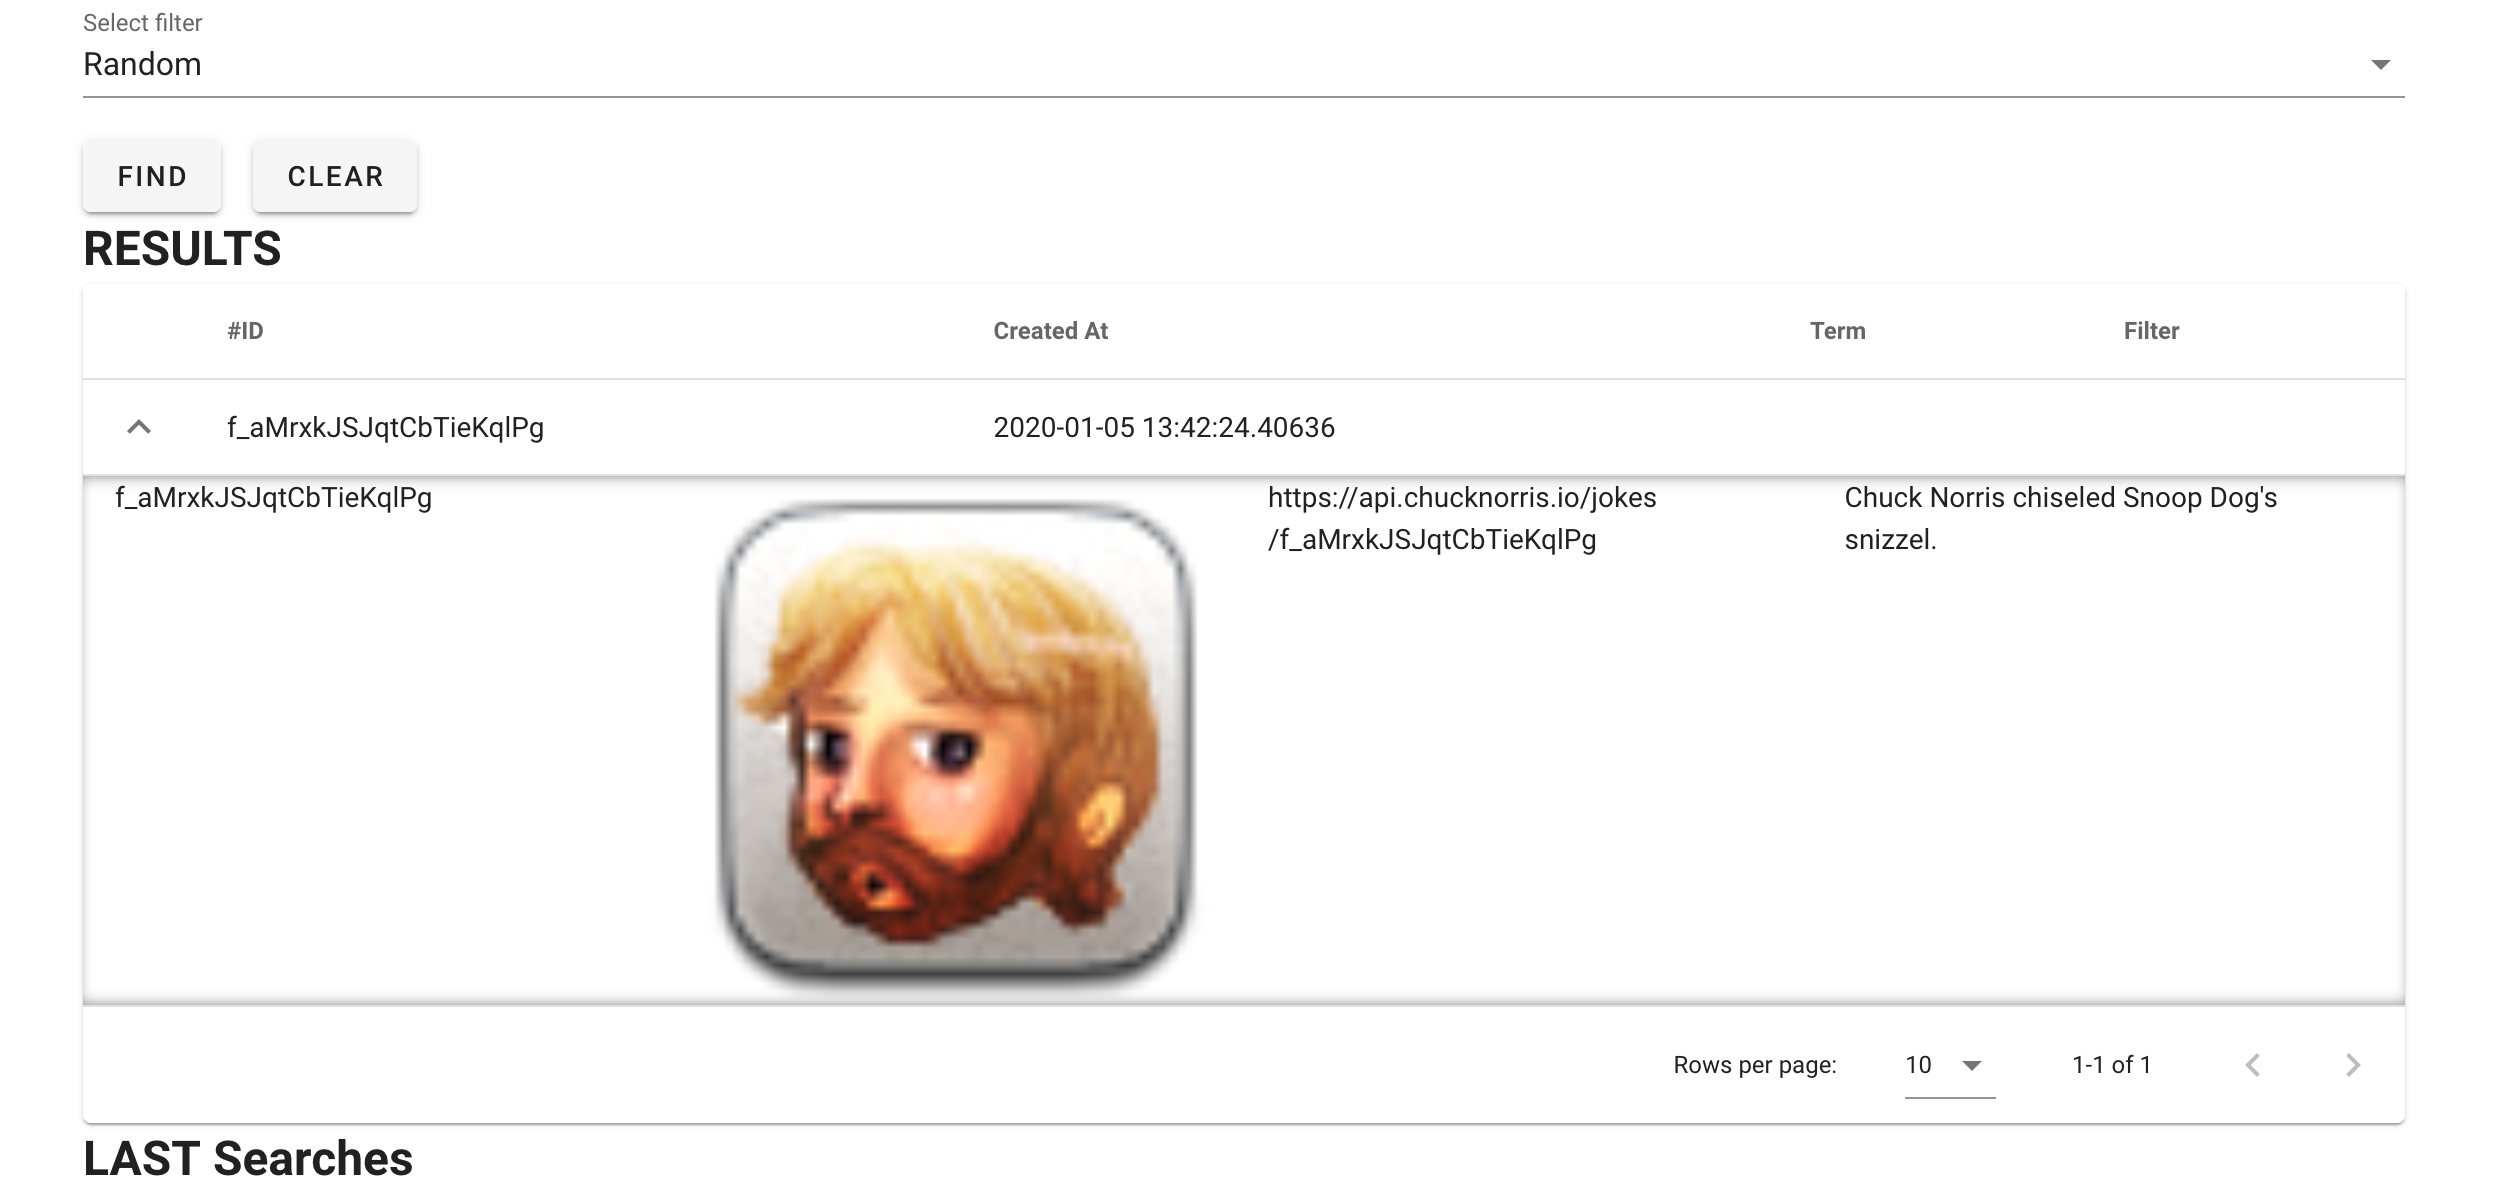 Select filter
Random
FIND CLEAR
RESULTS
#ID Created At Term Filter
f_aMrxkJSJqtCbTieKqlPg 2020-01-05 13:42:24.40636
f_aMrxkJSJqtCbTieKqlPg
https://api.chucknorris.io/jokes
/f_aMrxkJSJqtCbTieKqlPg
Chuck Norris chiseled Snoop Dog's
snizzel.
Rows per page: 10 1-1 of 1
LAST Searches